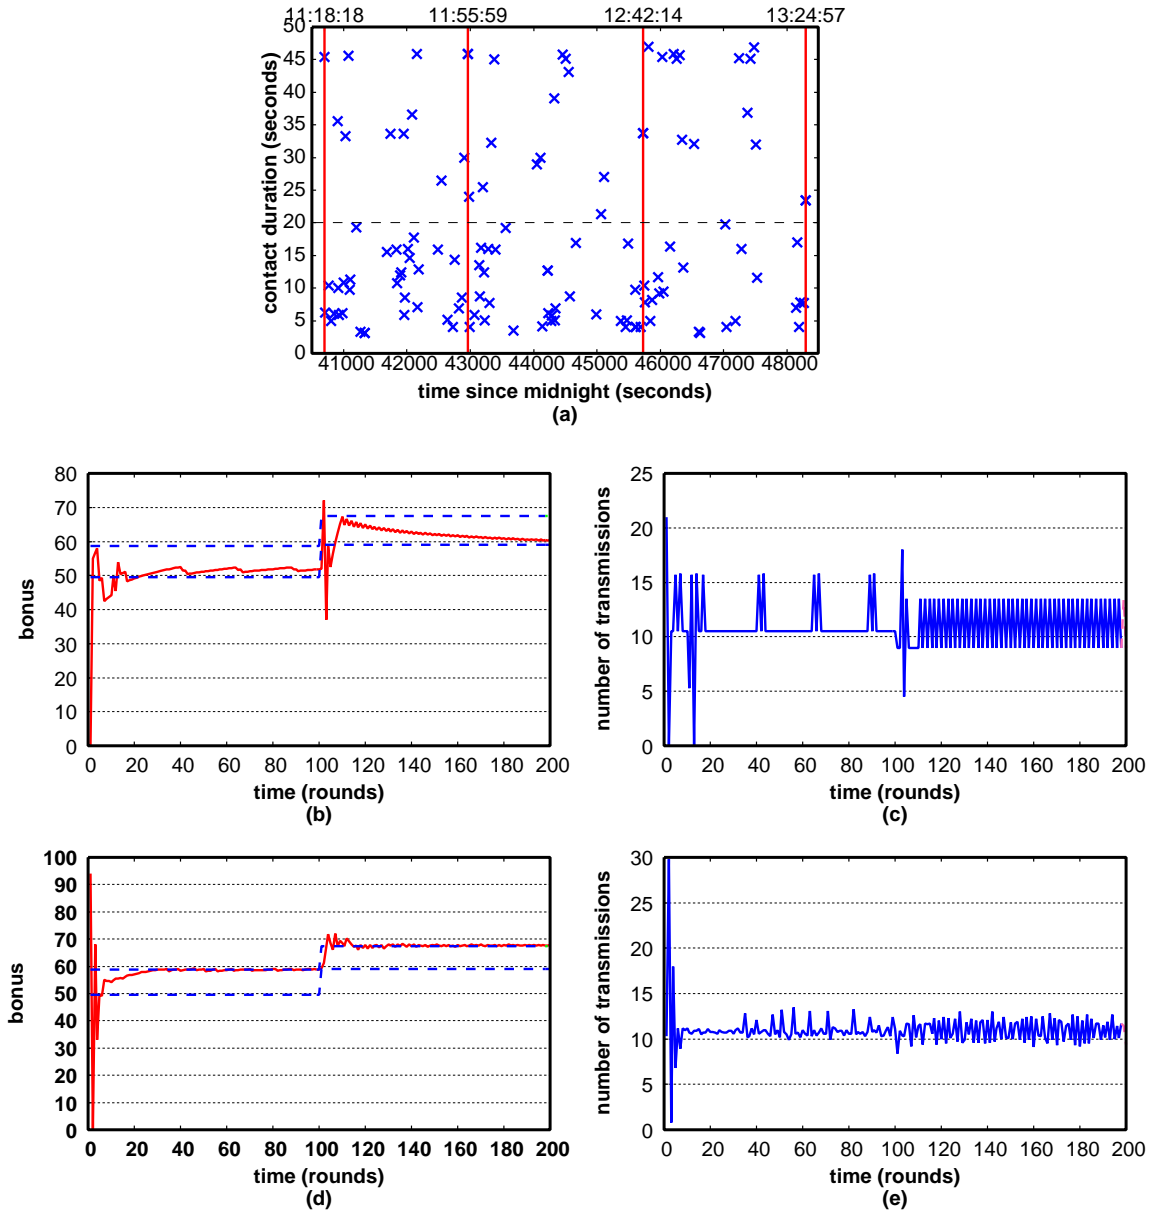 11:18:18 11:55:59 12:42:14 13:24:57
50
45
40
35
30
25
20
15
10
5
0
contact duration (seconds)
41000 42000 43000 44000 45000 46000 47000 48000
time since midnight (seconds)
(a)
80
70
60
50
40
30
20
10
0
bonus
0 20 40 60 80 100 120 140 160 180 200
time (rounds)
(b)
25
20
15
10
5
0
number of transmissions
0 20 40 60 80 100 120 140 160 180 200
time (rounds)
(c)
100
90
80
70
60
50
40
30
20
10
0
bonus
0 20 40 60 80 100 120 140 160 180 200
time (rounds)
(d)
30
25
20
15
10
5
0
number of transmissions
0 20 40 60 80 100 120 140 160 180 200
time (rounds)
(e)